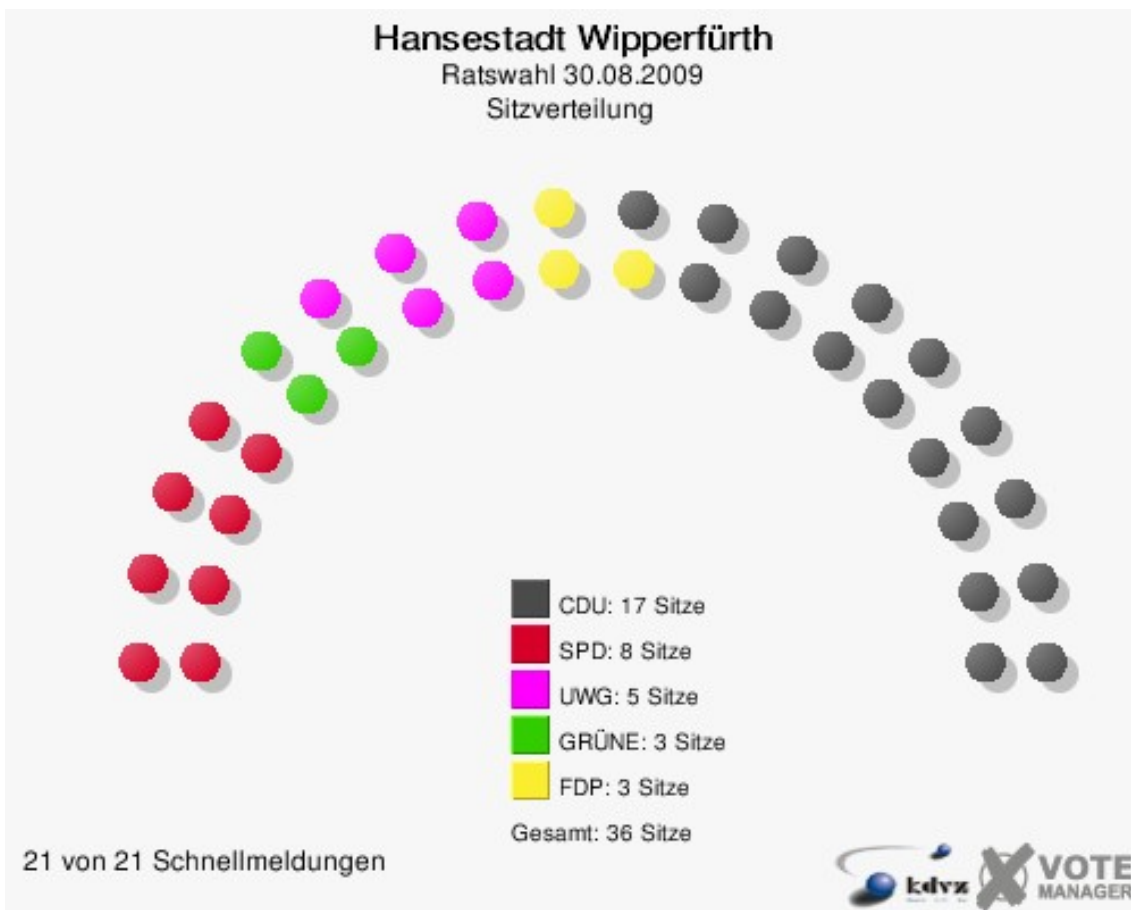 Hansestadt Wipperfürth
Ratswahl 30.08.2009
Sitzverteilung
CDU: 17 Sitze
SPD: 8 Sitze
UWG: 5 Sitze
GRÜNE: 3 Sitze
FDP: 3 Sitze
Gesamt: 36 Sitze
21 von 21 Schnellmeldungen
kdvz
VOTE
MANAGER